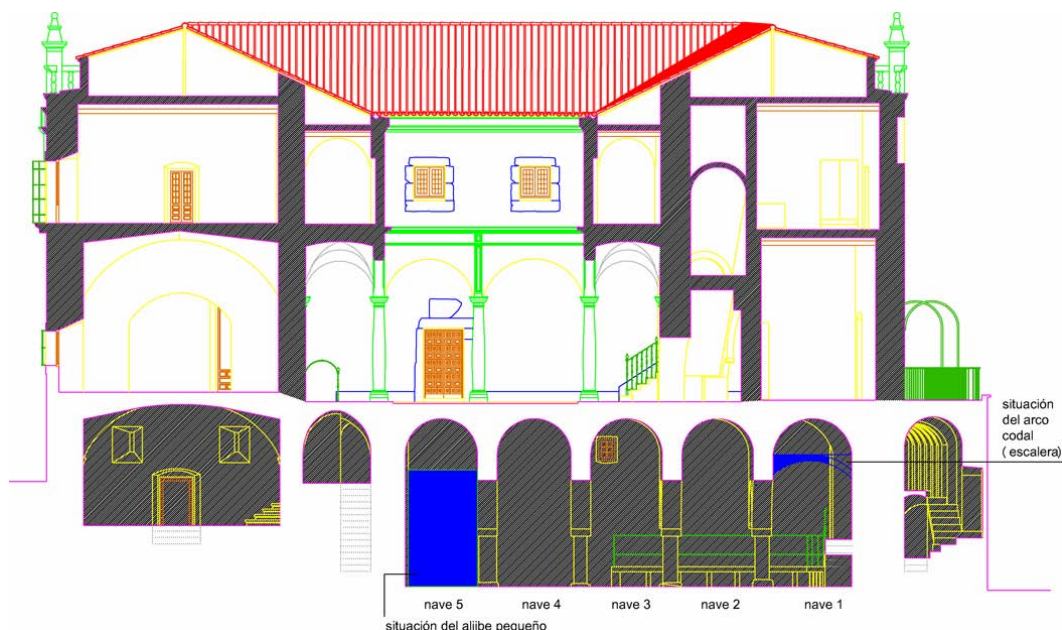 situación
del arco
codal
( escalera)
nave 5
nave 4
nave 3
nave 2
nave 1
situación del aljibe pequeño